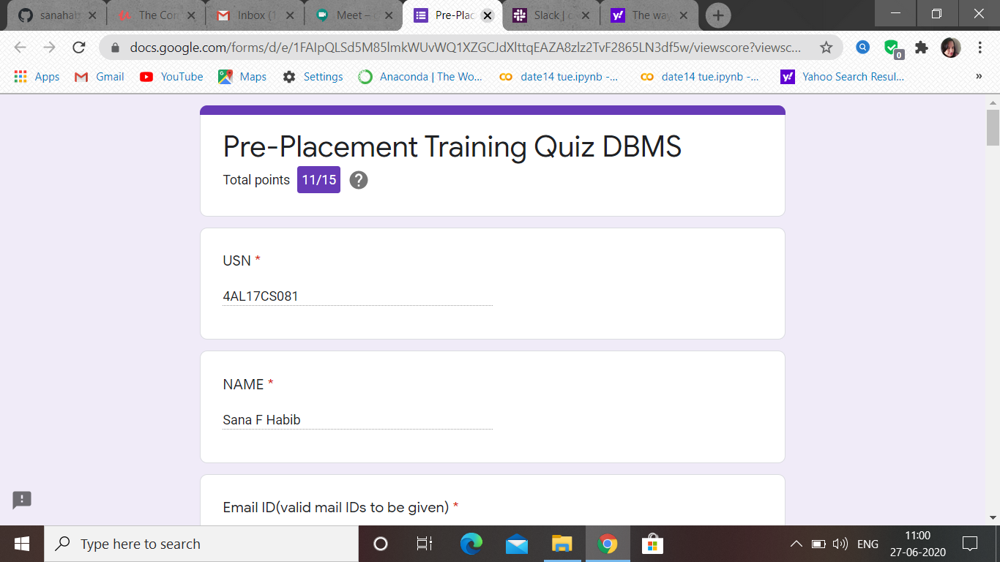 sanahab
The Con
Inbox (1
Meet –
Pre-Plac
Slack |
The way
docs.google.com/forms/d/e/1FAIpQLSd5M85lmkWUvWQ1XZGCJdXlttqEAZA8zlz2TvF2865LN3df5w/viewscore?viewsc...
0
Apps
Gmail
YouTube
Maps
Settings
Anaconda | The Wo...
date14 tue.ipynb -...
date14 tue.ipynb -...
Yahoo Search Resul...
»
Pre-Placement Training Quiz DBMS
Total points 11/15
USN *
4AL17CS081
NAME *
Sana F Habib
Email ID(valid mail IDs to be given) *
Type here to search
ENG
11:00
27-06-2020